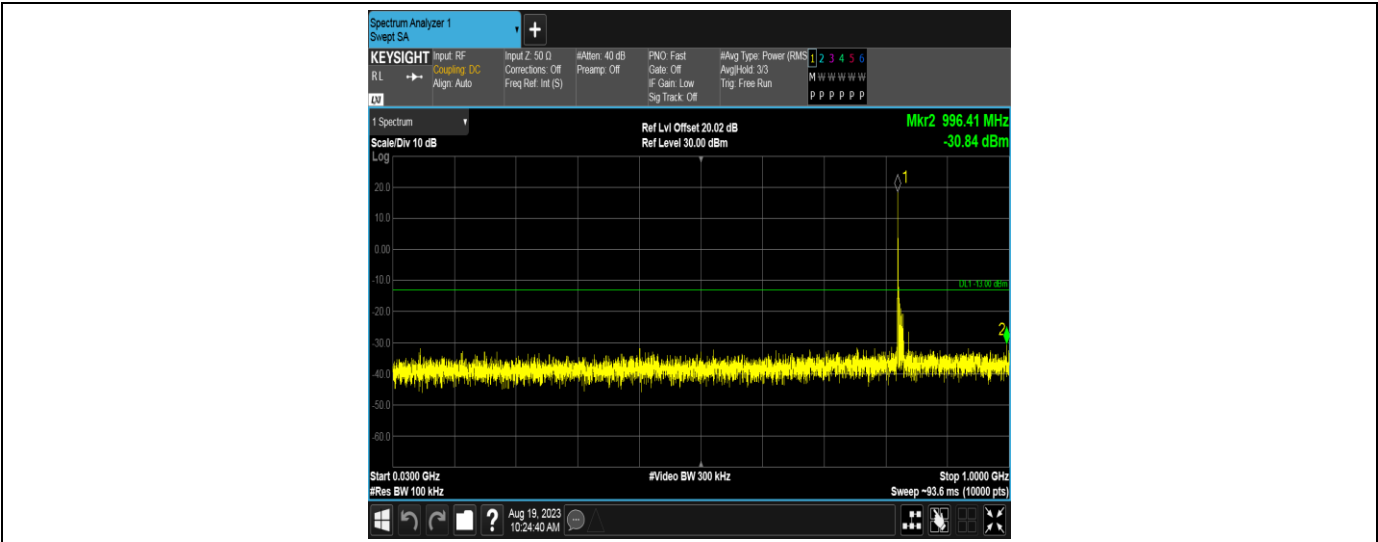 Spectrum Analyzer 1
Swept SA
+
KEYSIGHT Input: RF Input Z: 50 Ω #Atten: 40 dB PNO: Fast #Avg Type: Power (RMS 1 2 3 4 5 6
RL Coupling: DC Corrections: Off Preamp: Off Gate: Off Avg|Hold: 3/3 M W W W W W
Align: Auto Freq Ref: Int (S) IF Gain: Low Trig: Free Run
LXI Sig Track: Off P P P P P P
1 Spectrum Ref Lvl Offset 20.02 dB Mkr2 996.41 MHz
Scale/Div 10 dB Ref Level 30.00 dBm -30.84 dBm
Log
1
20.0
10.0
0.00
-10.0 DL1 -13.00 dBm
-20.0
2
-30.0
-40.0
-50.0
-60.0
Start 0.0300 GHz #Video BW 300 kHz Stop 1.0000 GHz
#Res BW 100 kHz Sweep ~93.6 ms (10000 pts)
? Aug 19, 2023
10:24:40 AM